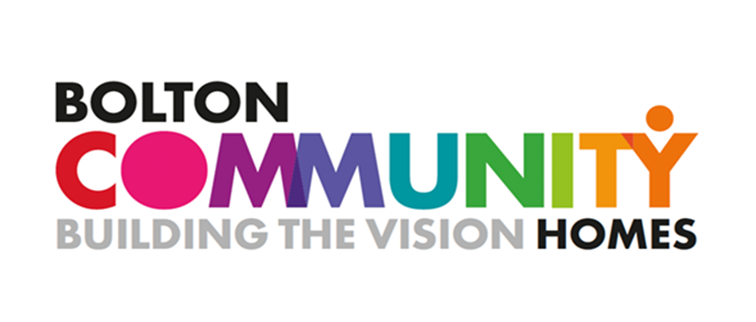 BOLTON
COMMUNITY
BUILDING THE VISION HOMES